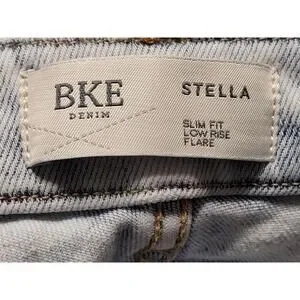 BKE
DENIM
STELLA
SLIM FIT
LOW RISE
FLARE